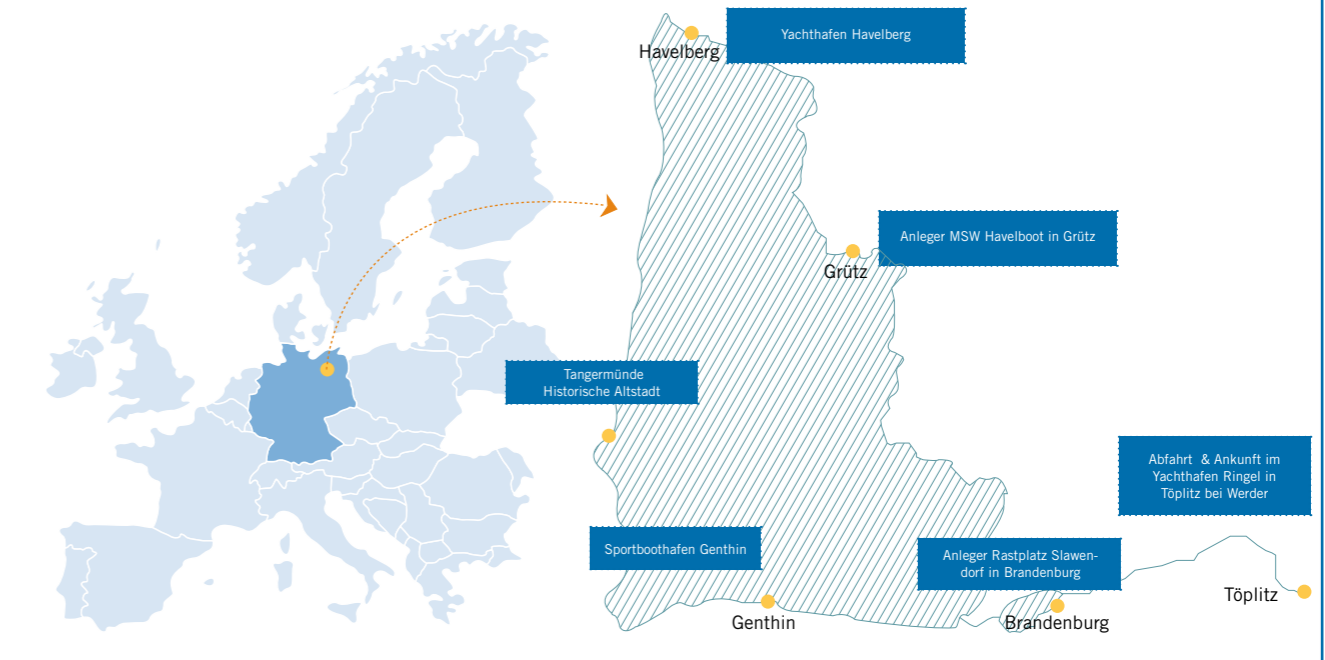 Yachthafen Havelberg
Havelberg
Anleger MSW Havelboot in Grütz
Grütz
Tangermünde
Historische Altstadt
Abfahrt & Ankunft im
Yachthafen Ringel in
Töplitz bei Werder
Sportboothafen Genthin
Anleger Rastplatz Slawen-
dorf in Brandenburg
Töplitz
Genthin
Brandenburg